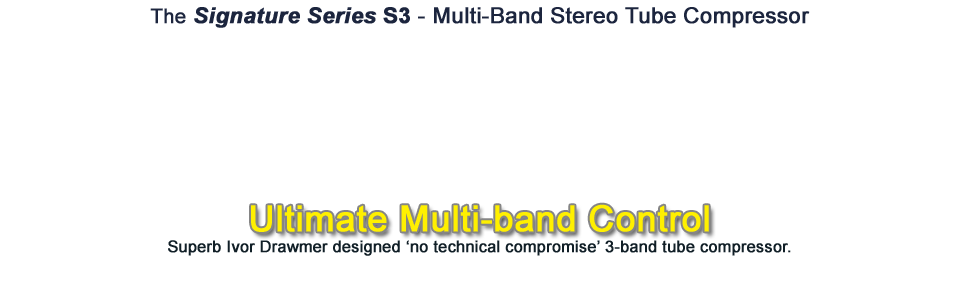 The Signature Series S3 - Multi-Band Stereo Tube Compressor
Ultimate Multi-band Control
Superb Ivor Drawmer designed ‘no technical compromise’ 3-band tube compressor.